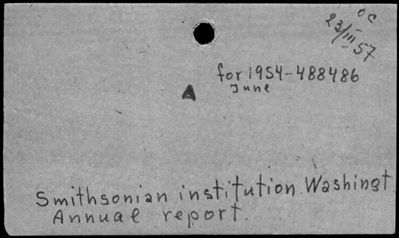 oc
23/III 57
for 1954-488486
June
A
Smithsonian institution Washingt
Annual report.